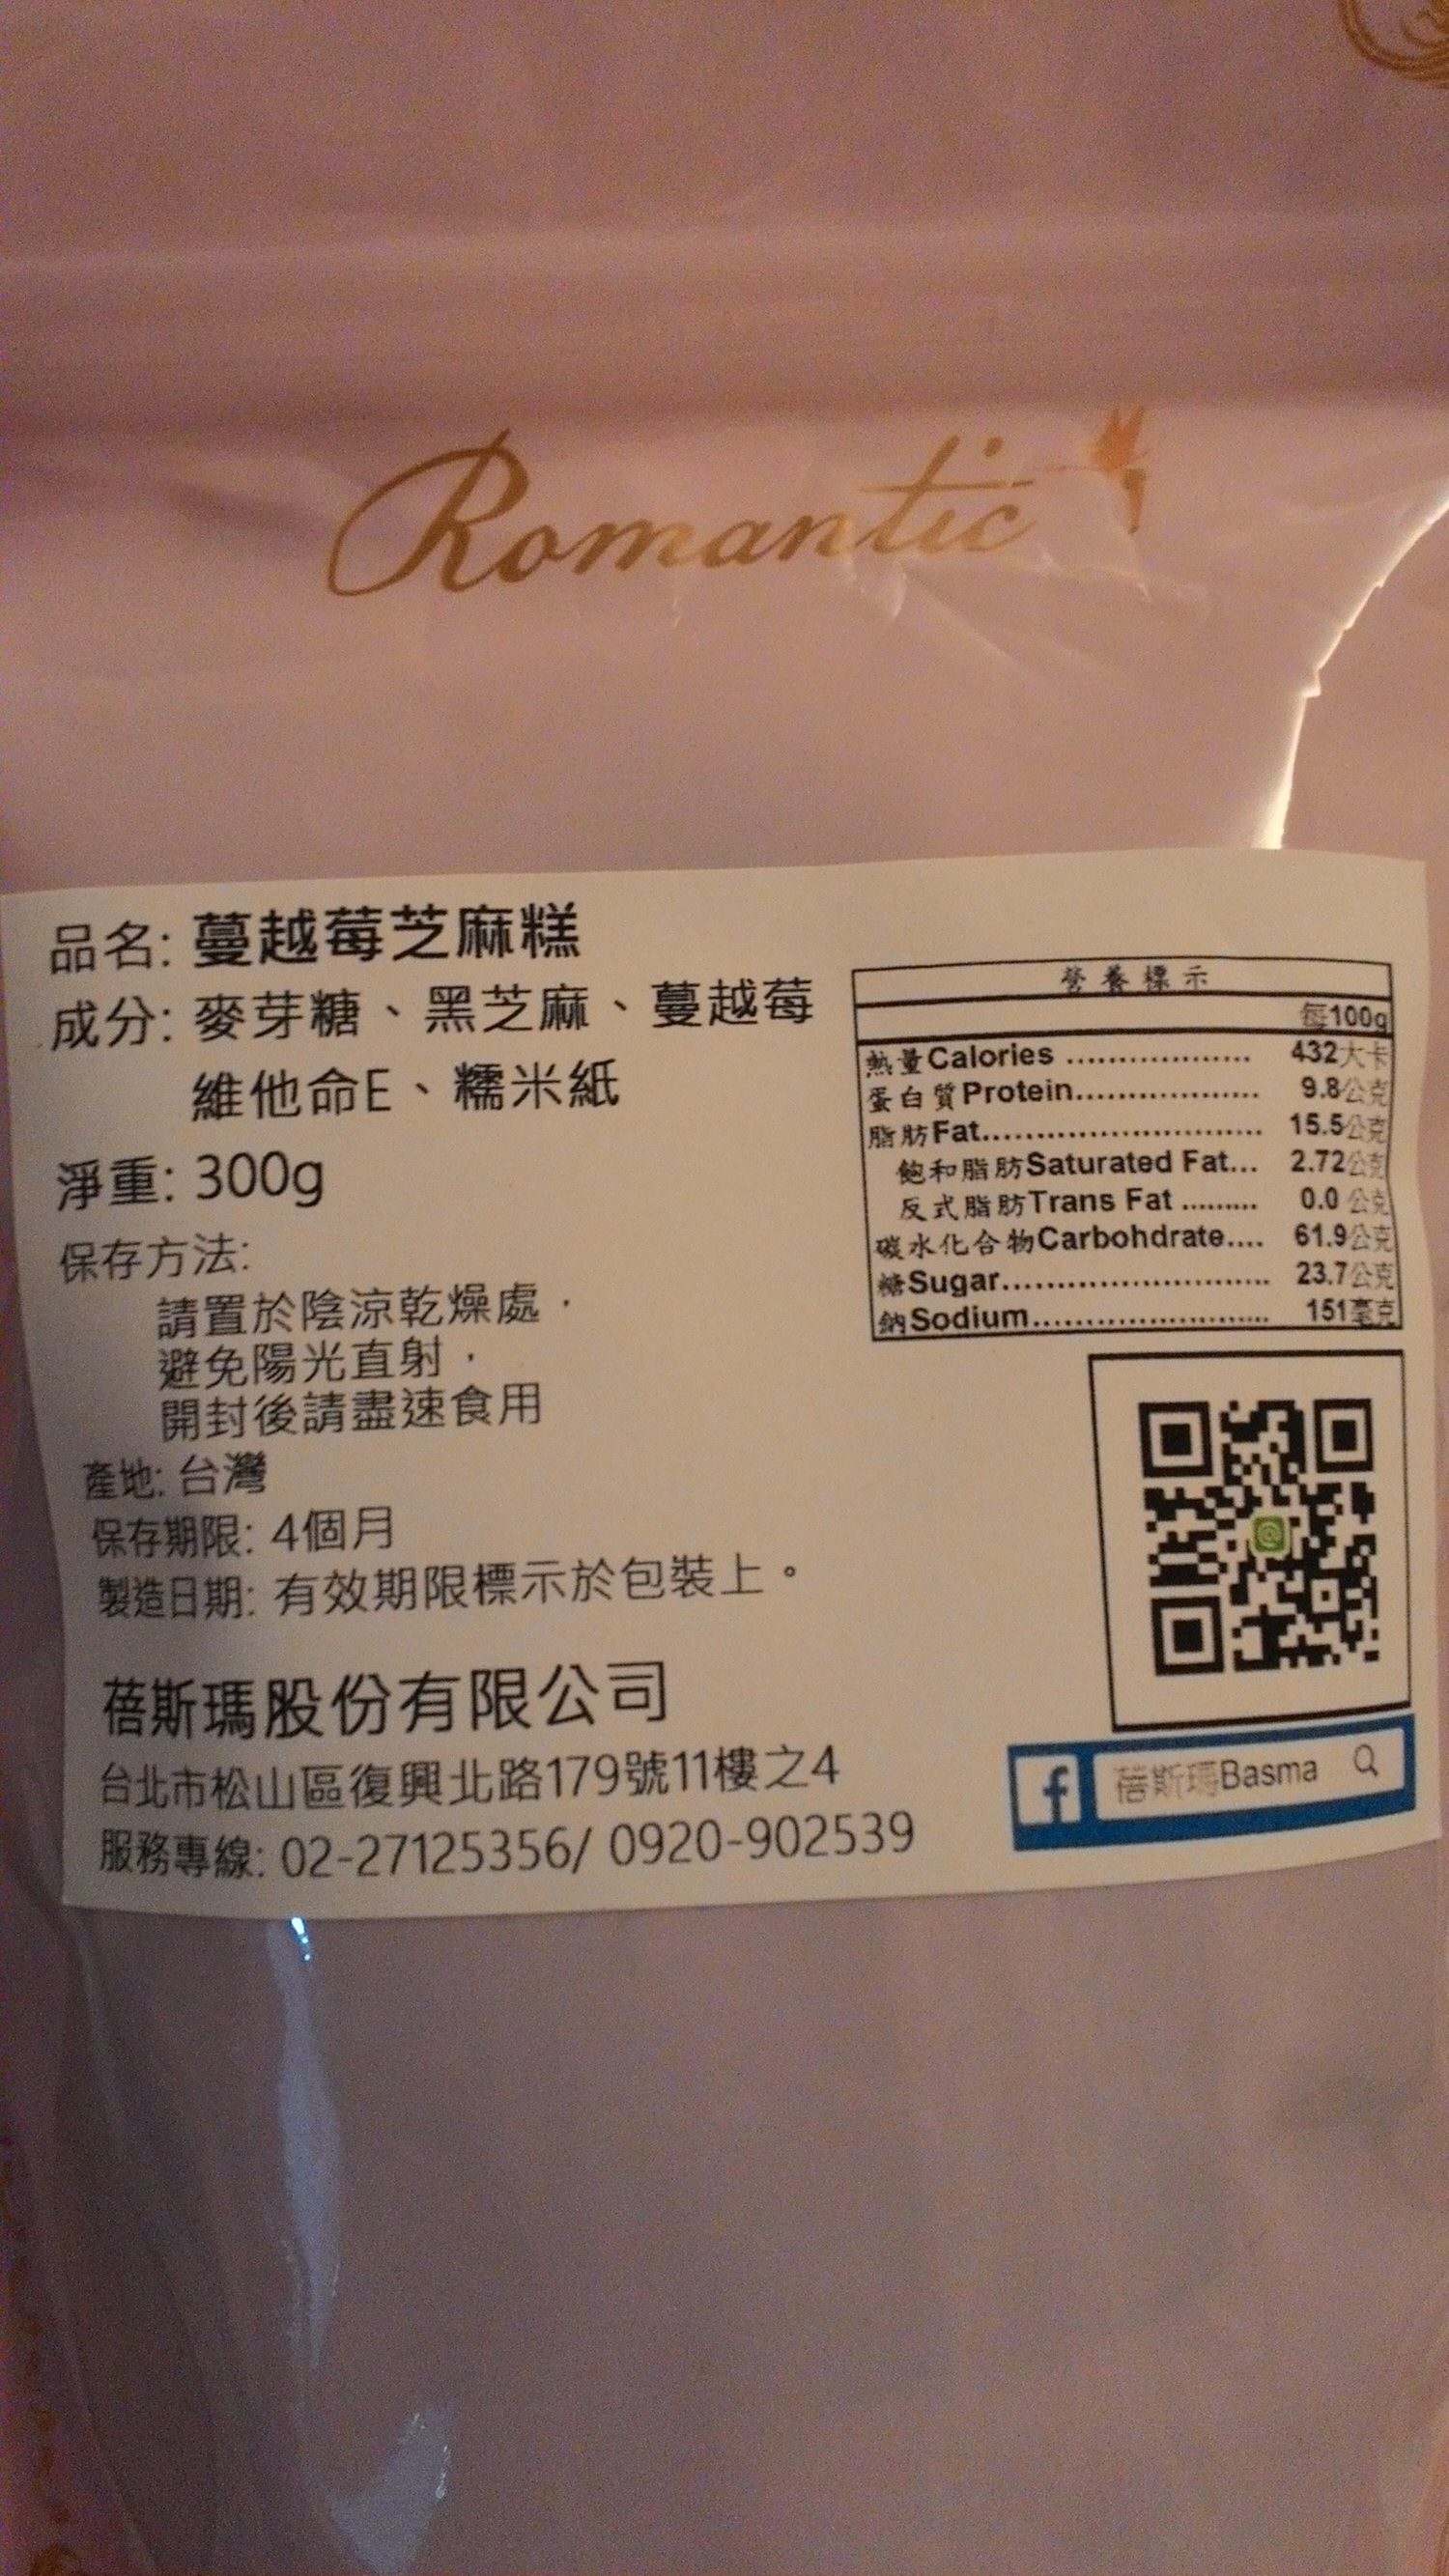 Romantic
品名: 蔓越莓芝麻糕
成分: 麥芽糖、黑芝麻、蔓越莓
維他命E、糯米紙
淨重: 300g
保存方法:
請置於陰涼乾燥處，
避免陽光直射，
開封後請盡速食用
產地: 台灣
保存期限: 4個月
製造日期: 有效期限標示於包裝上。
蓓斯瑪股份有限公司
台北市松山區復興北路179號11樓之4
服務專線: 02-27125356/ 0920-902539
營養標示
每100g
熱量Calories .................. 432大卡
蛋白質Protein.................. 9.8公克
脂肪Fat.......................... 15.5公克
飽和脂肪Saturated Fat... 2.72公克
反式脂肪Trans Fat ......... 0.0 公克
碳水化合物Carbohdrate.... 61.9公克
糖Sugar......................... 23.7公克
鈉Sodium...................... 151毫克
f 蓓斯瑪Basma